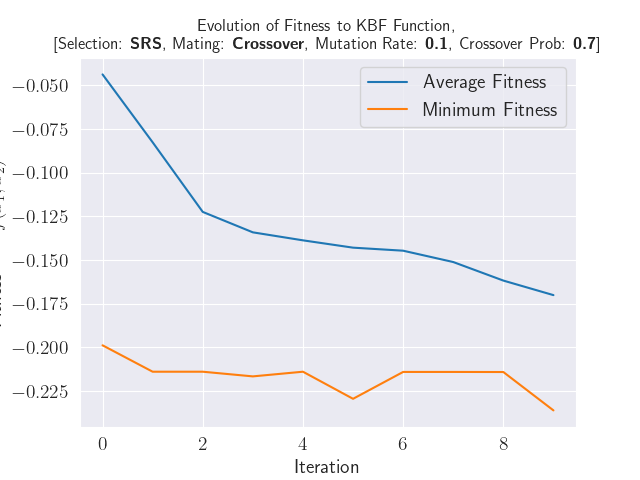 Evolution of Fitness to KBF Function,
[Selection: SRS, Mating: Crossover, Mutation Rate: 0.1, Crossover Prob: 0.7]
Average Fitness
Minimum Fitness
−0.050
−0.075
−0.100
−0.125
−0.150
−0.175
−0.200
−0.225
0 2 4 6 8
Iteration